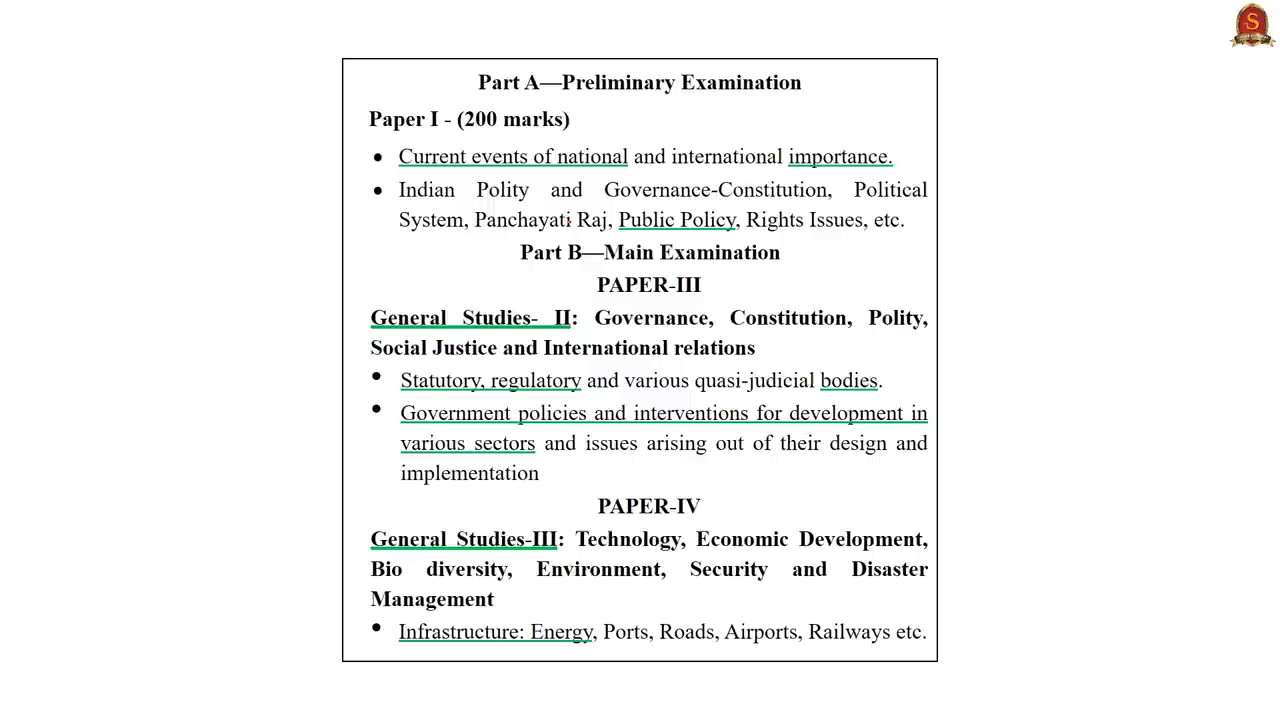 S
Part A—Preliminary Examination
Paper I - (200 marks)
• Current events of national and international importance.
• Indian Polity and Governance-Constitution, Political
System, Panchayati Raj, Public Policy, Rights Issues, etc.
Part B—Main Examination
PAPER-III
General Studies- II: Governance, Constitution, Polity,
Social Justice and International relations
• Statutory, regulatory and various quasi-judicial bodies.
• Government policies and interventions for development in
various sectors and issues arising out of their design and
implementation
PAPER-IV
General Studies-III: Technology, Economic Development,
Bio diversity, Environment, Security and Disaster
Management
• Infrastructure: Energy, Ports, Roads, Airports, Railways etc.